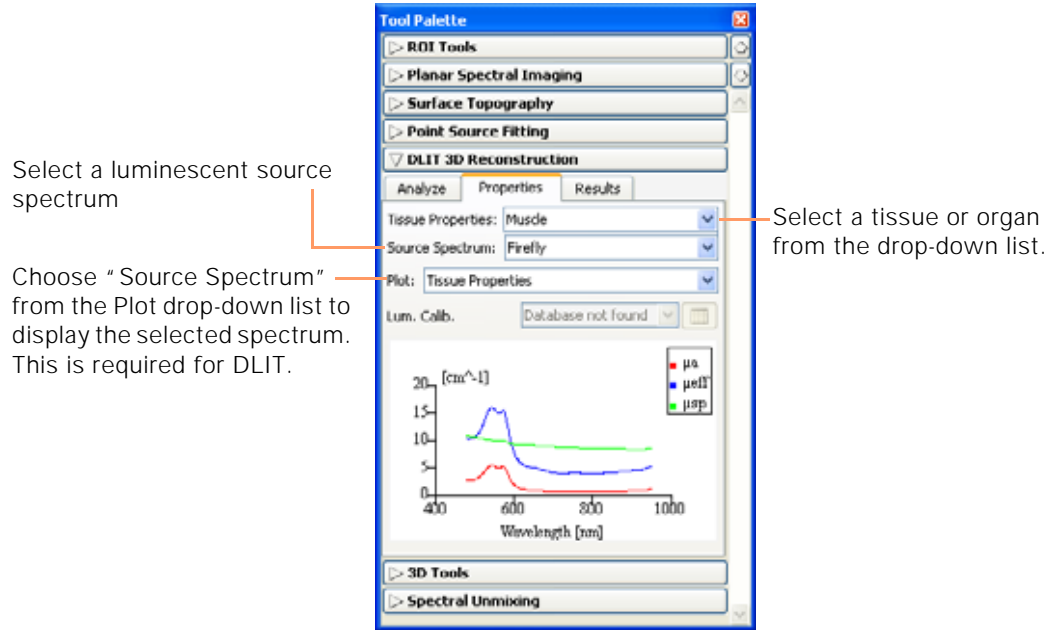 Tool Palette
ROI Tools
Planar Spectral Imaging
Surface Topography
Point Source Fitting
DLIT 3D Reconstruction
Analyze Properties Results
Tissue Properties: Muscle
Source Spectrum: Firefly
Plot: Tissue Properties
Lum. Calib. Database not found
[cm^-1]
μa
μeff
μsp
20
15
10
5
0
400 600 800 1000
Wavelength [nm]
3D Tools
Spectral Unmixing
Select a luminescent source
spectrum
Choose “Source Spectrum”
from the Plot drop-down list to
display the selected spectrum.
This is required for DLIT.
Select a tissue or organ
from the drop-down list.